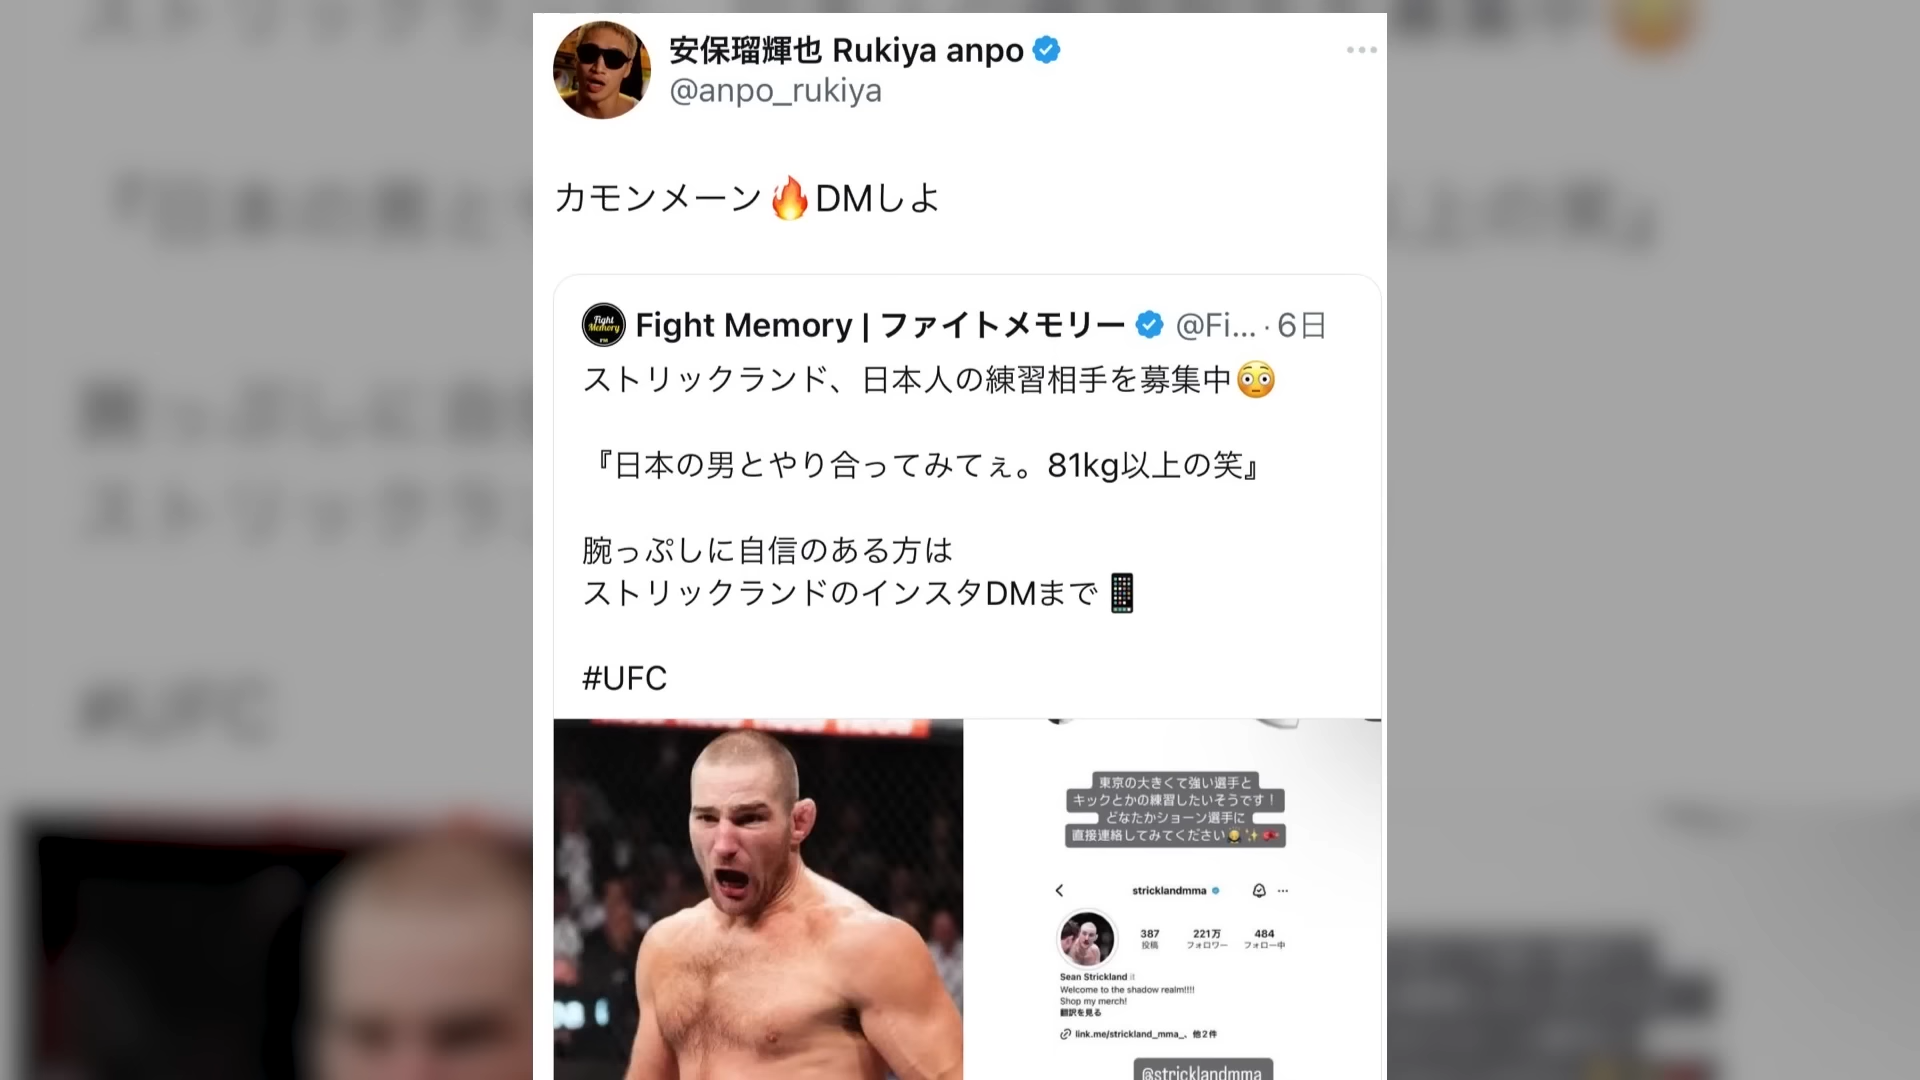 安保瑠輝也 Rukiya anpo
@anpo_rukiya
カモンメーン🔥DMしよ
Fight Memory | ファイトメモリー @Fi... · 6日
ストリックランド、日本人の練習相手を募集中😳
『日本の男とやり合ってみてぇ。81kg以上の笑』
腕っぷしに自信のある方は
ストリックランドのインスタDMまで📱
#UFC
東京の大きくて強い選手と
キックとかの練習したいそうです！
どなたかショーン選手に
直接連絡してみてください
stricklandmma
387 221万 484
投稿 フォロワー フォロー中
Sean Strickland
Welcome to the shadow realm!!!!
Shop my merch!
翻訳を見る
link.me/strickland_mma_、他2件
@stricklandmma